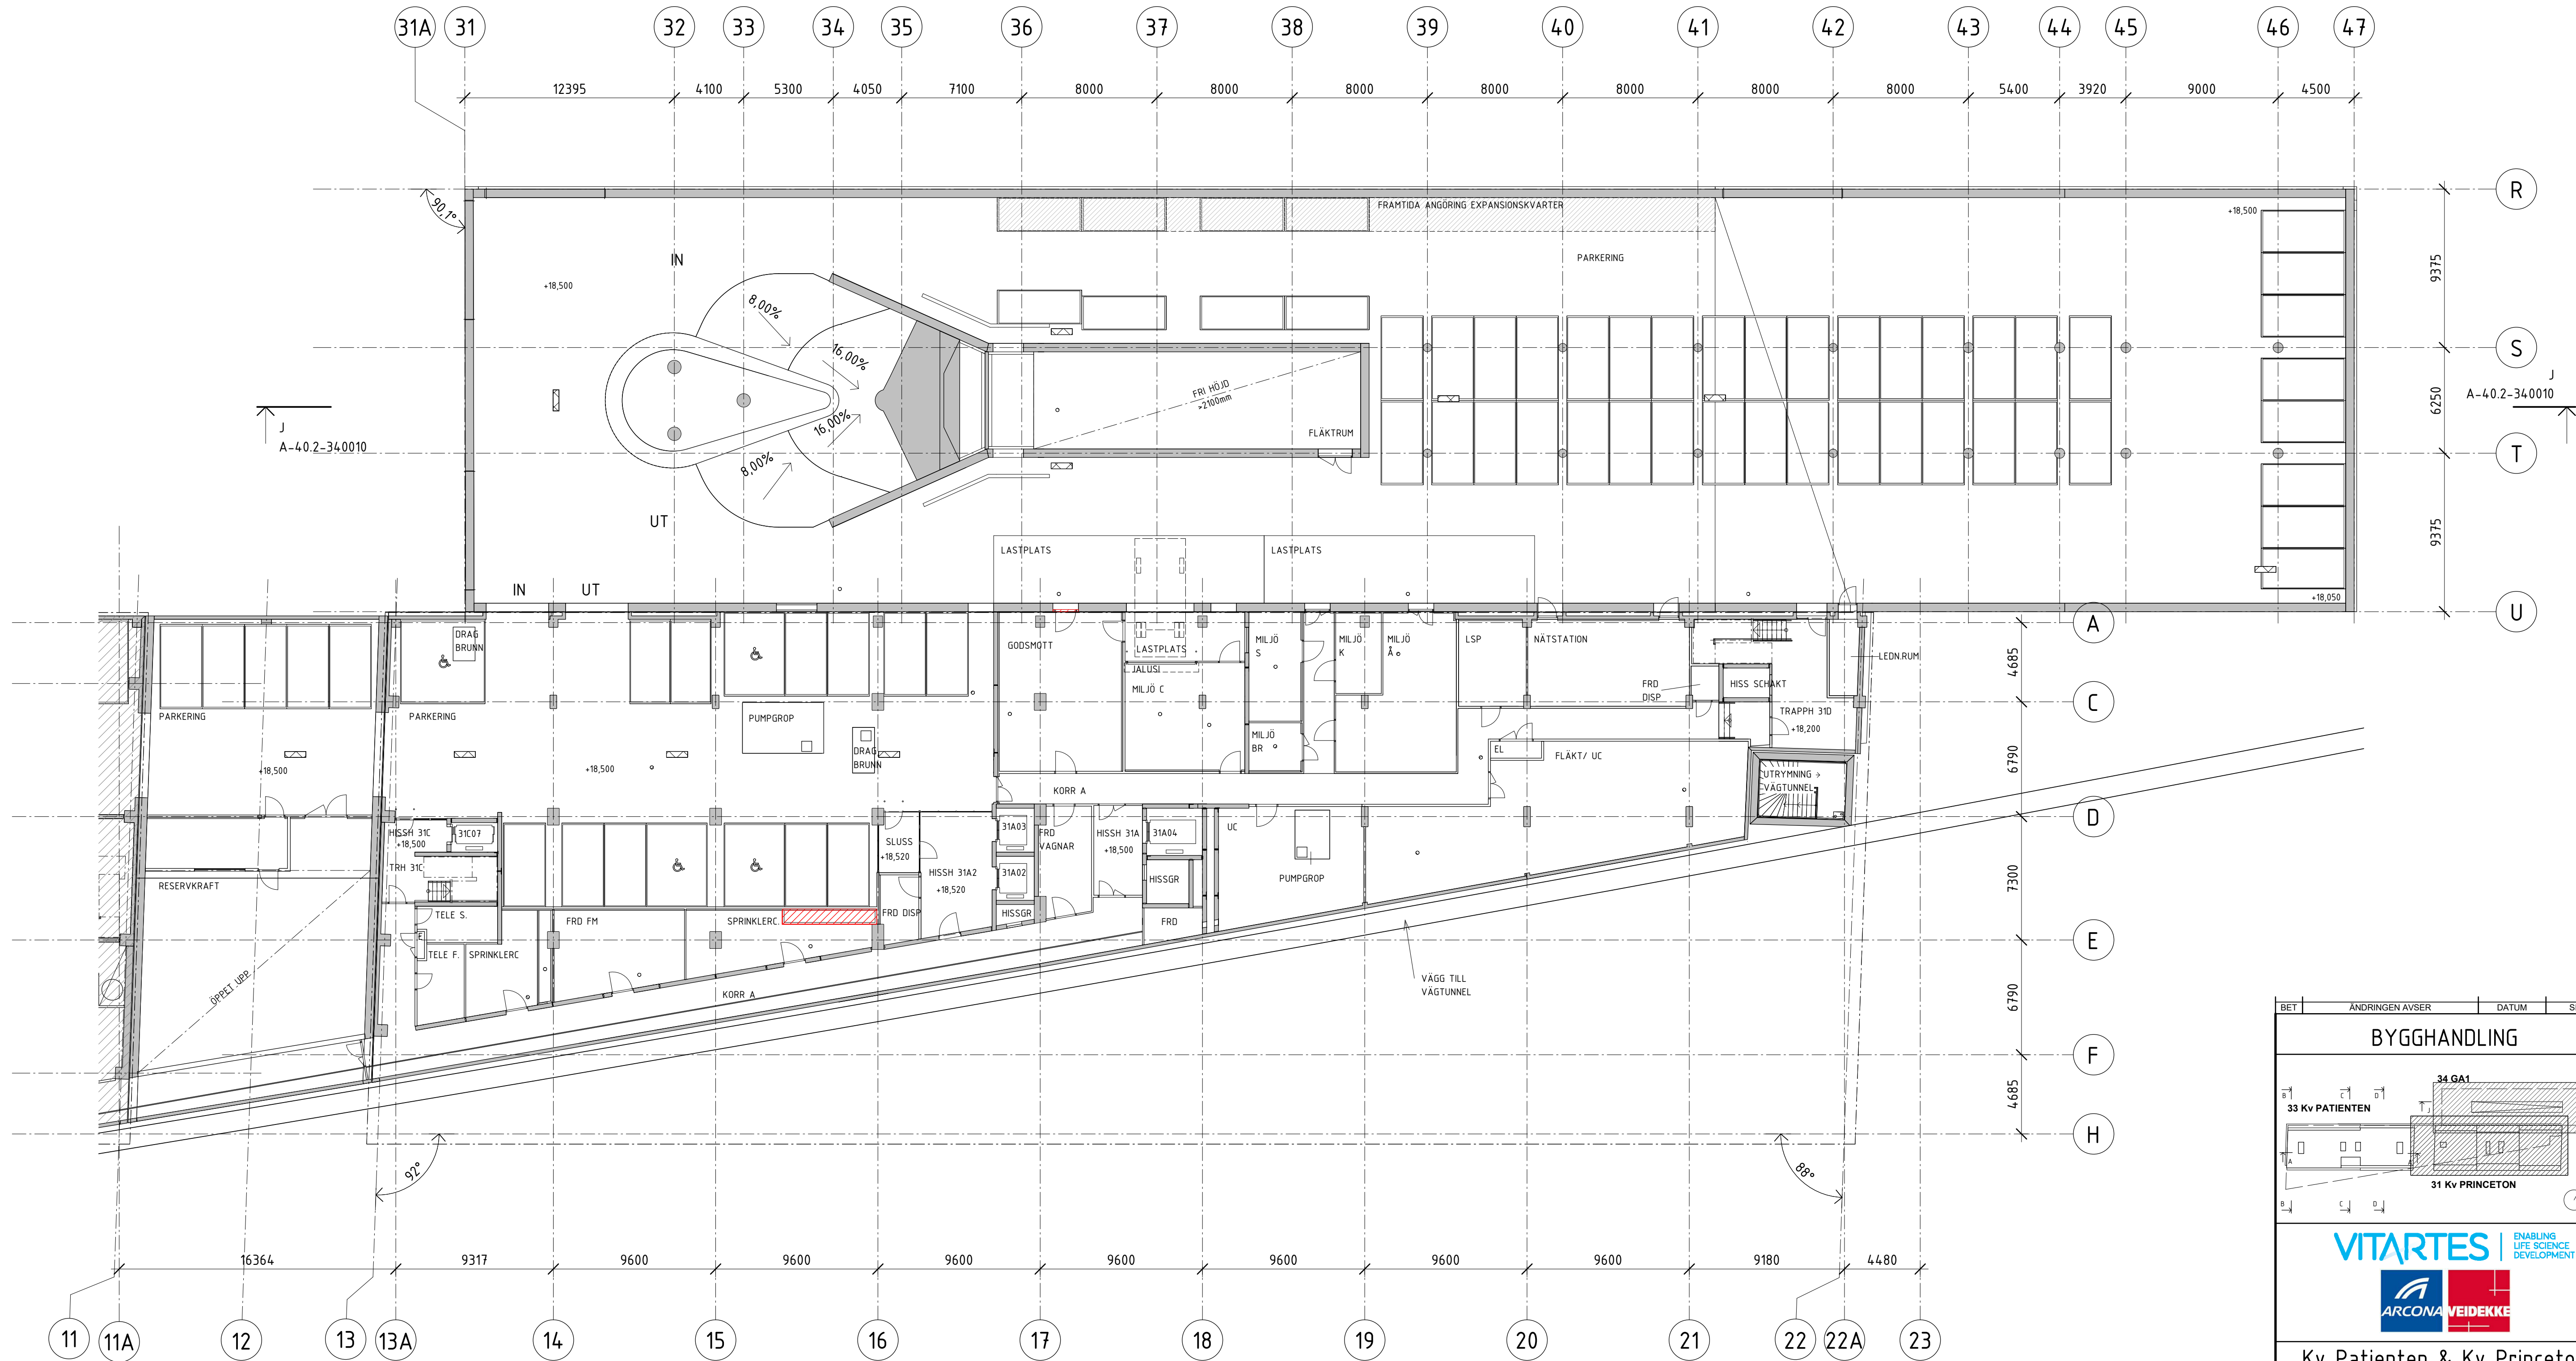 31A 31 32 33 34 35 36 37 38 39 40 41 42 43 44 45 46 47
12395 4100 5300 4050 7100 8000 8000 8000 8000 8000 8000 8000 5400 3920 9000 4500
R
90,1°
FRAMTIDA ANGÖRING EXPANSIONSKVARTER
+18,500
IN
PARKERING
9375
+18,500
8,00%
16,00%
S
FRI HÖJD
>2100mm
J
A-40.2-340010
6250
J
A-40.2-340010
16,00%
FLÄKTRUM
8,00%
T
UT
9375
LASTPLATS
LASTPLATS
IN UT
+18,050
U
A
DRAG
BRUNN
GODSMOTT
LASTPLATS
MILJÖ
S
MILJÖ
K
MILJÖ
Å
LSP
NÄTSTATION
LEDN.RUM
4685
JALUSI
MILJÖ C
FRD
DISP
HISS SCHAKT
C
PARKERING
PARKERING
PUMPGROP
TRAPPH 31D
+18,200
MILJÖ
BR
DRAG
BRUNN
EL
FLÄKT/ UC
6790
+18,500
+18,500
UTRYMNING
VÄGTUNNEL
KORR A
D
HISSH 31C
+18,500
31C07
SLUSS
+18,520
31A03
FRD
VAGNAR
HISSH 31A
+18,500
31A04
UC
TRH 31C
HISSH 31A2
+18,520
31A02
HISSGR
PUMPGROP
7300
RESERVKRAFT
TELE S.
FRD FM
SPRINKLERC.
FRD DISP
HISSGR
FRD
E
TELE F.
SPRINKLERC
ÖPPET UPP
KORR A
VÄGG TILL
VÄGTUNNEL
6790
F
4685
H
92°
88°
16364 9317 9600 9600 9600 9600 9600 9600 9600 9180 4480
11 11A 12 13 13A 14 15 16 17 18 19 20 21 22 22A 23
BET ÄNDRINGEN AVSER DATUM
BYGGHANDLING
34 GA1
B C D
33 Kv PATIENTEN
J
A A
31 Kv PRINCETON
B C D
VITARTES
ENABLING
LIFE SCIENCE
DEVELOPMENT
ARCONA VEIDEKKE
Kv Patienten & Kv Princeto